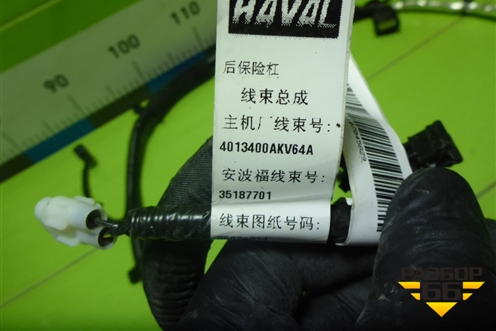 HAVAL
后保险杠
线束总成
主机厂线束号:
4013400AKV64A
安波福线束号:
35187701
线束图纸号码:
90
100
110
РАЗБОР
66